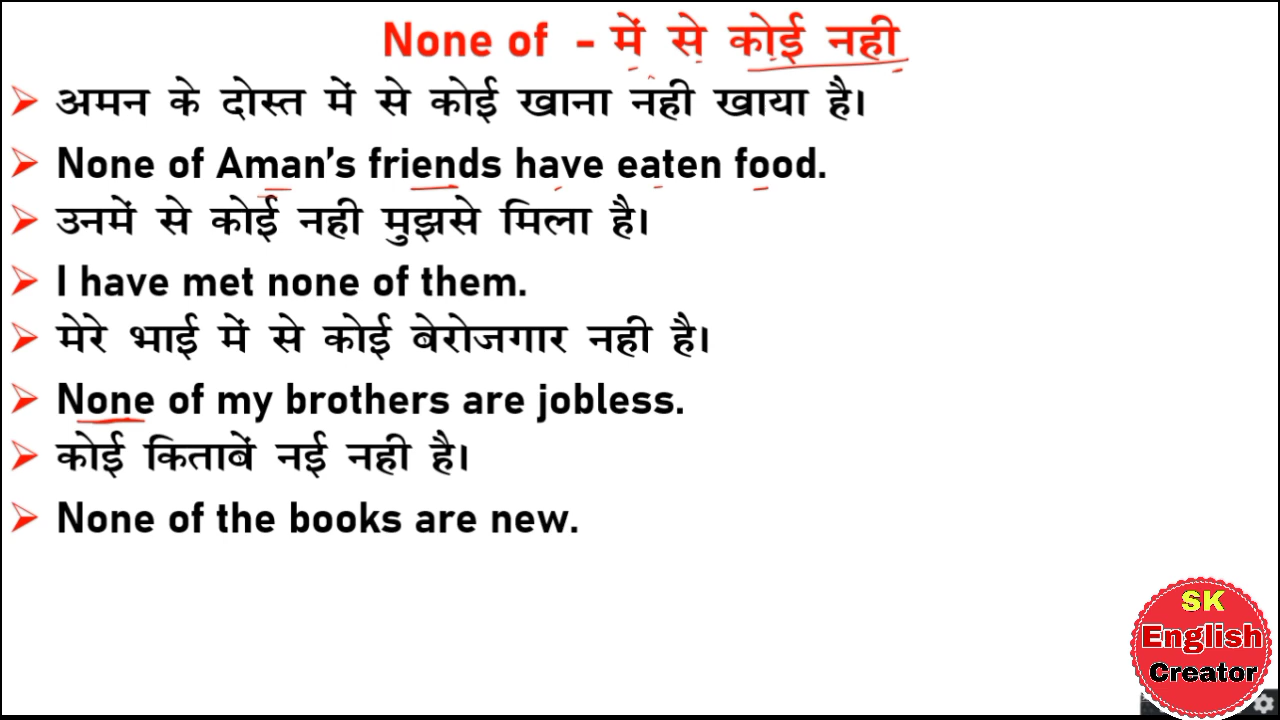 None of - में से कोई नही
अमन के दोस्त में से कोई खाना नही खाया है।
None of Aman's friends have eaten food.
उनमें से कोई नही मुझसे मिला है।
I have met none of them.
मेरे भाई में से कोई बेरोजगार नही है।
None of my brothers are jobless.
कोई किताबें नई नही है।
None of the books are new.
SK
English
Creator